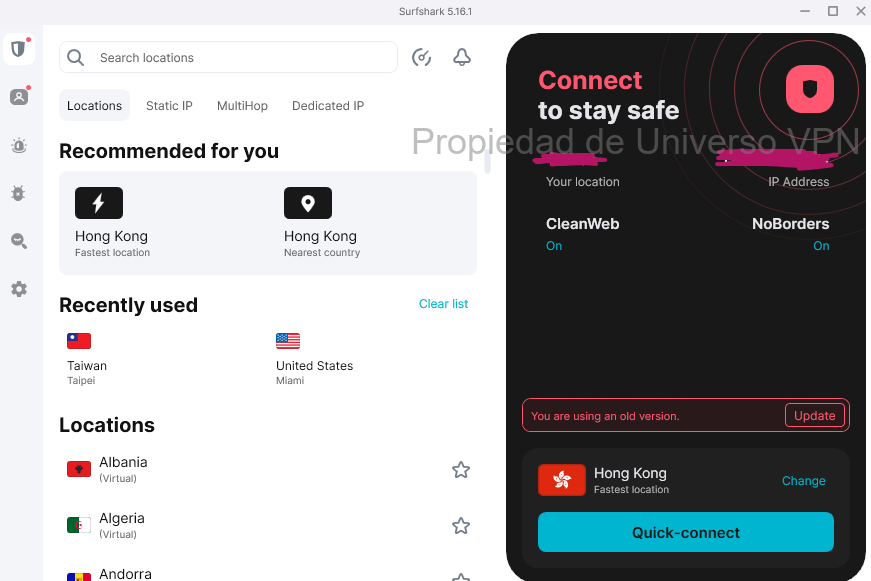 Surfshark 5.16.1
Search locations
Locations Static IP MultiHop Dedicated IP
Recommended for you
Hong Kong
Fastest location
Hong Kong
Nearest country
Recently used Clear list
Taiwan
Taipei
United States
Miami
Locations
Albania
(Virtual)
Algeria
(Virtual)
Andorra
Connect
to stay safe
Propiedad de Universo VPN
Your location IP Address
CleanWeb NoBorders
On On
You are using an old version. Update
Hong Kong
Fastest location
Change
Quick-connect